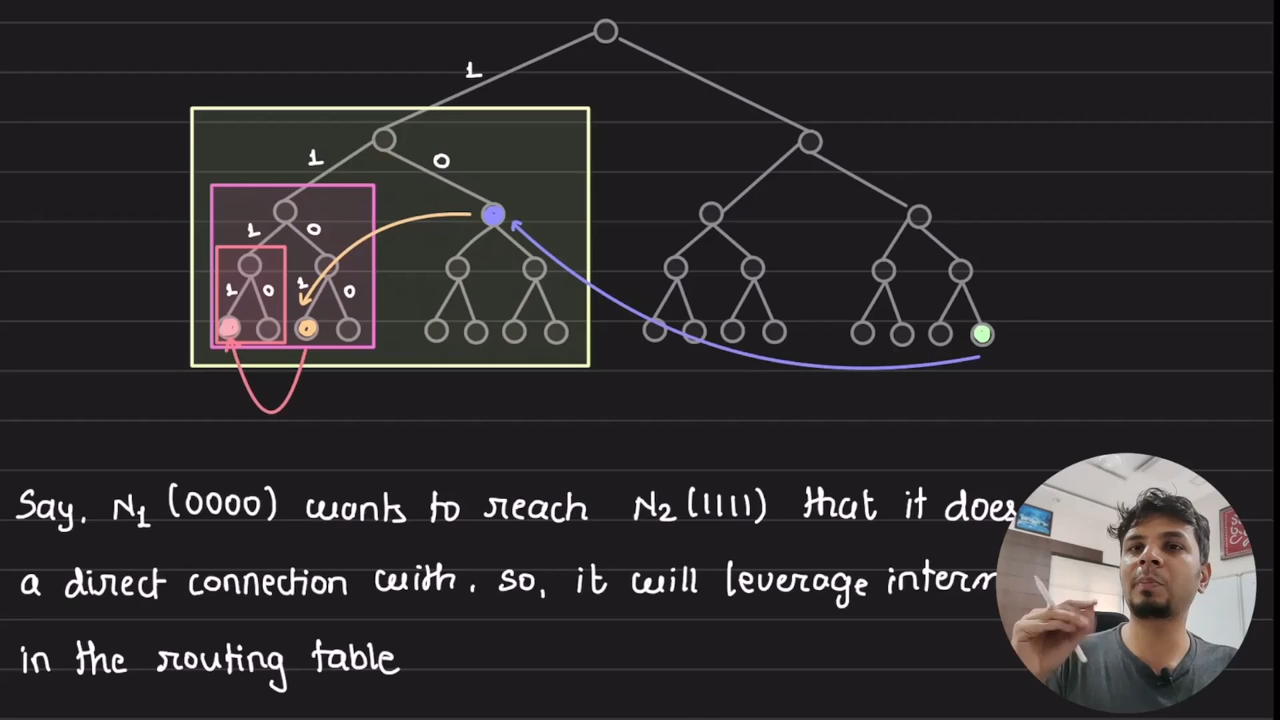 1
1 0
1 0
1 0 1 0
Say, N1 (0000) wants to reach N2 (1111) that it does
a direct connection with. so, it will leverage
in the routing table